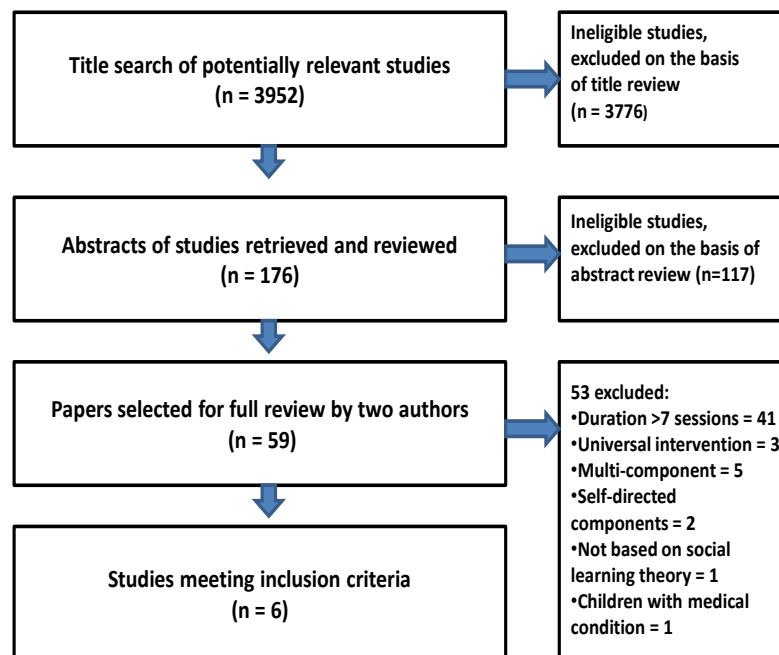 Title search of potentially relevant studies
(n = 3952)
Ineligible studies,
excluded on the basis
of title review
(n = 3776)
Abstracts of studies retrieved and reviewed
(n = 176)
Ineligible studies,
excluded on the basis of
abstract review (n=117)
Papers selected for full review by two authors
(n = 59)
53 excluded:
•Duration >7 sessions = 41
•Universal intervention = 3
•Multi-component = 5
•Self-directed
components = 2
•Not based on social
learning theory = 1
•Children with medical
condition = 1
Studies meeting inclusion criteria
(n = 6)